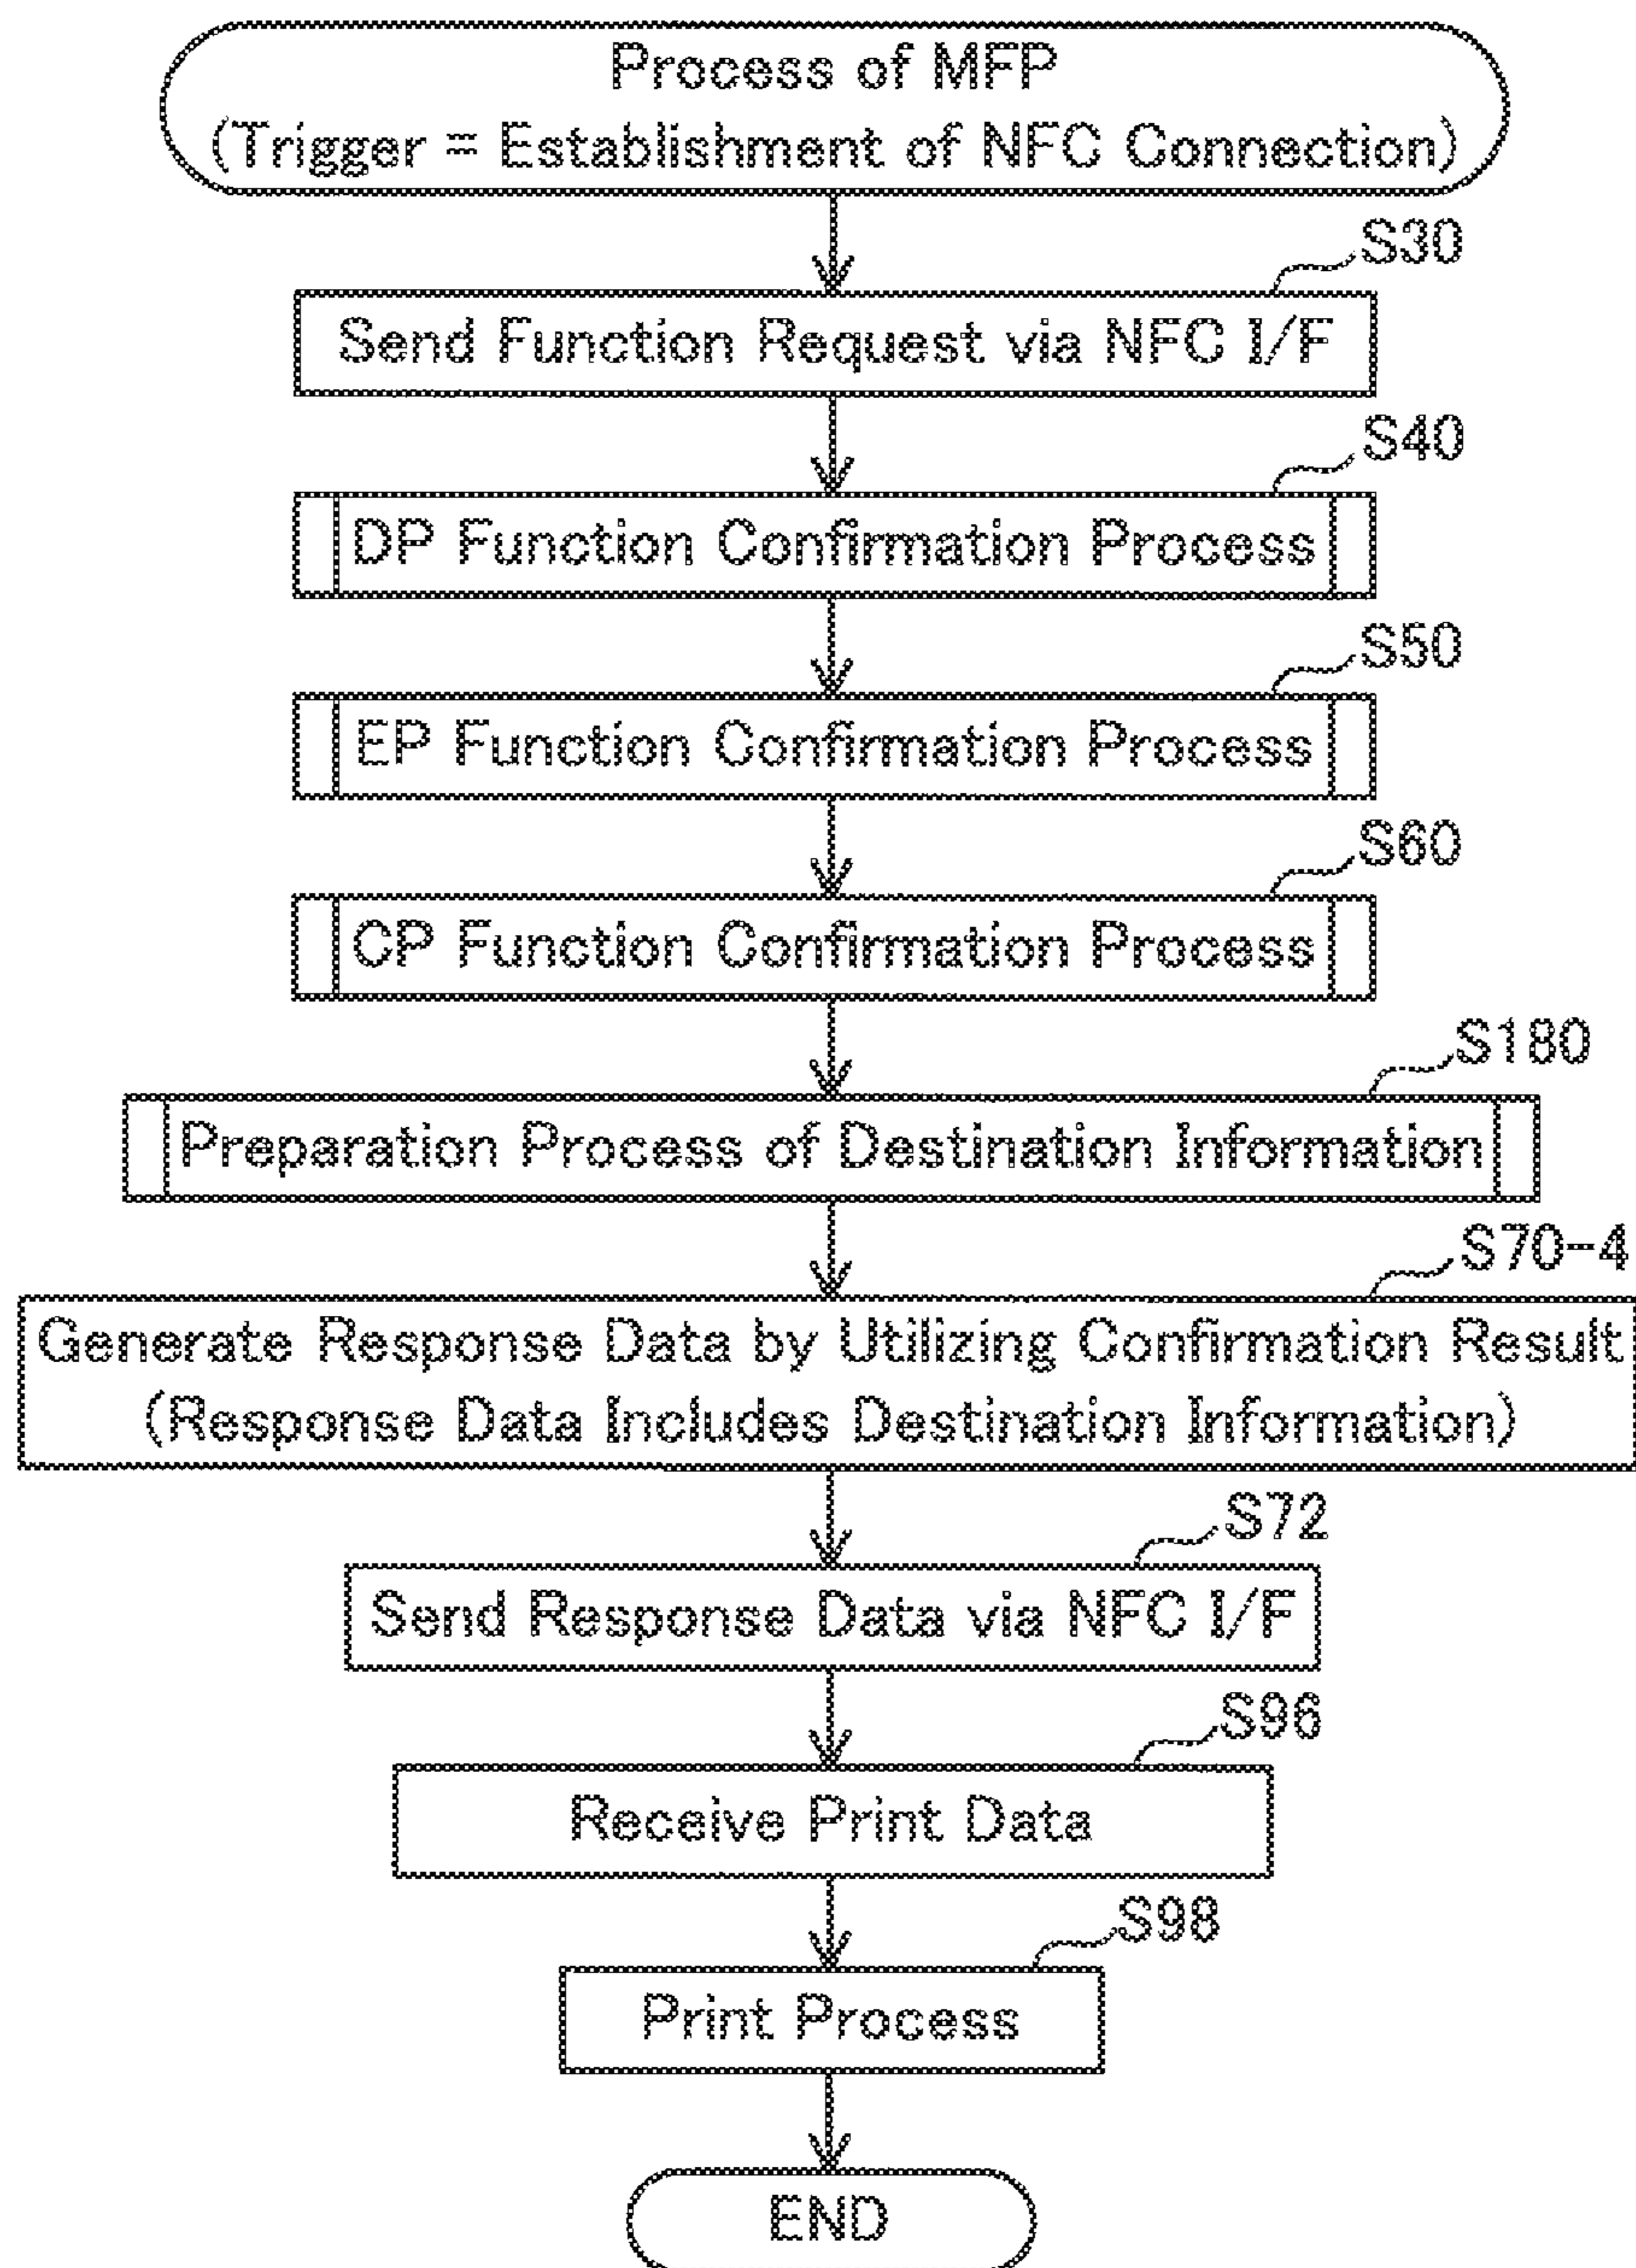 Process of MFP
(Trigger = Establishment of NFC Connection)
S30
Send Function Request via NFC I/F
S40
DP Function Confirmation Process
S50
EP Function Confirmation Process
S60
CP Function Confirmation Process
S180
Preparation Process of Destination Information
S70-4
Generate Response Data by Utilizing Confirmation Result
(Response Data Includes Destination Information)
S72
Send Response Data via NFC I/F
S96
Receive Print Data
S98
Print Process
END